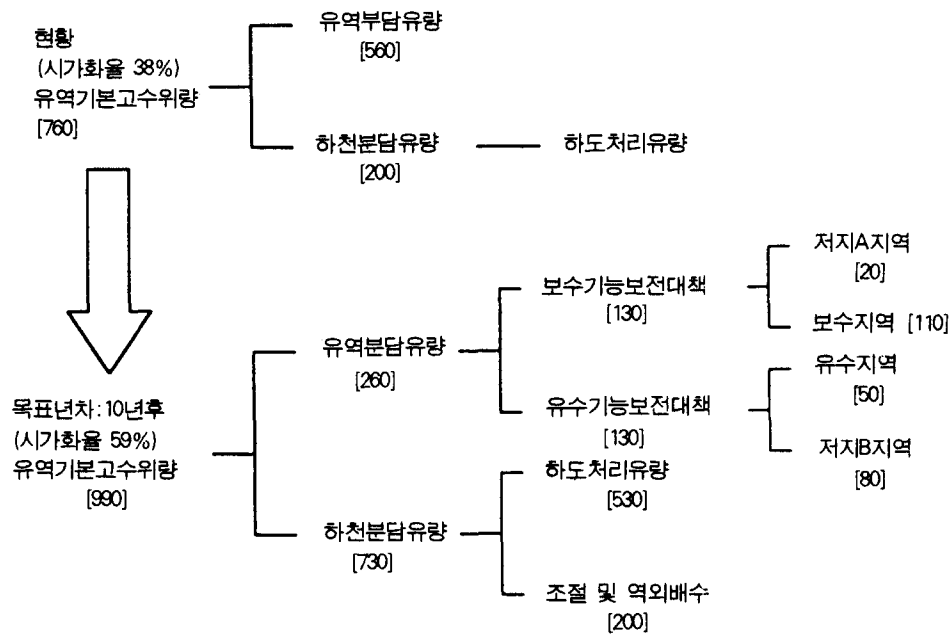 현황
(시가화율 38%)
유역기본고수위량
[760]
유역부담유량
[560]
하천분담유량
[200]
하도처리유량
목표년차:10년후
(시가화율 59%)
유역기본고수위량
[990]
유역분담유량
[260]
보수기능보전대책
[130]
저지A지역
[20]
보수지역 [110]
유수기능보전대책
[130]
유수지역
[50]
저지B지역
[80]
하천분담유량
[730]
하도처리유량
[530]
조절 및 역외배수
[200]